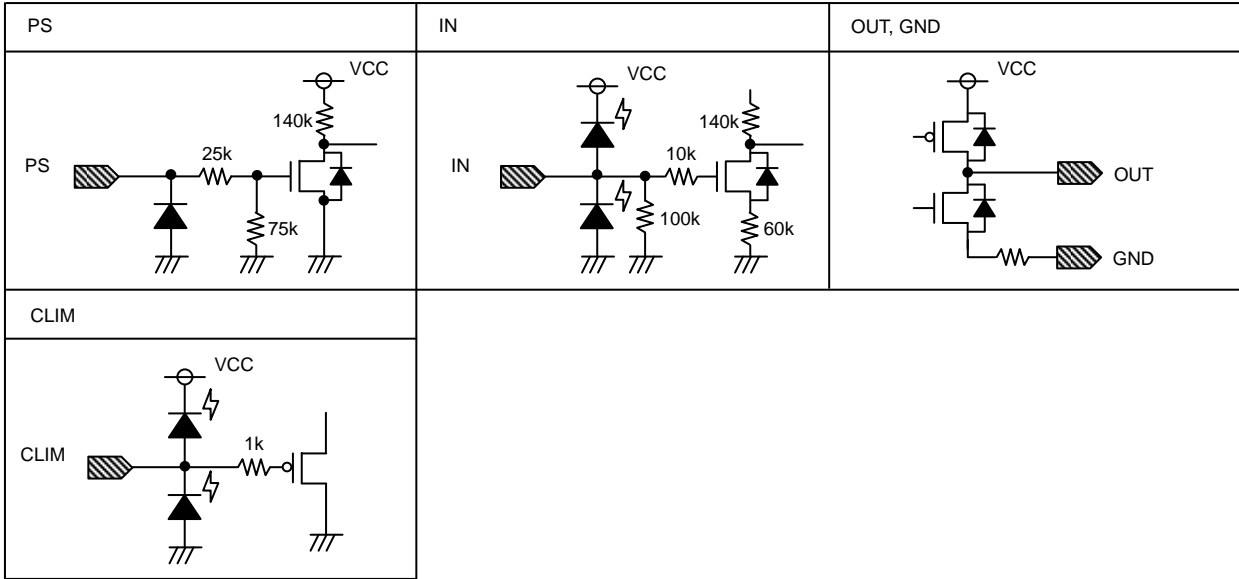 PS
VCC
140k
PS
25k
75k
IN
VCC
140k
IN
10k
100k
60k
OUT, GND
VCC
OUT
GND
CLIM
VCC
CLIM
1k